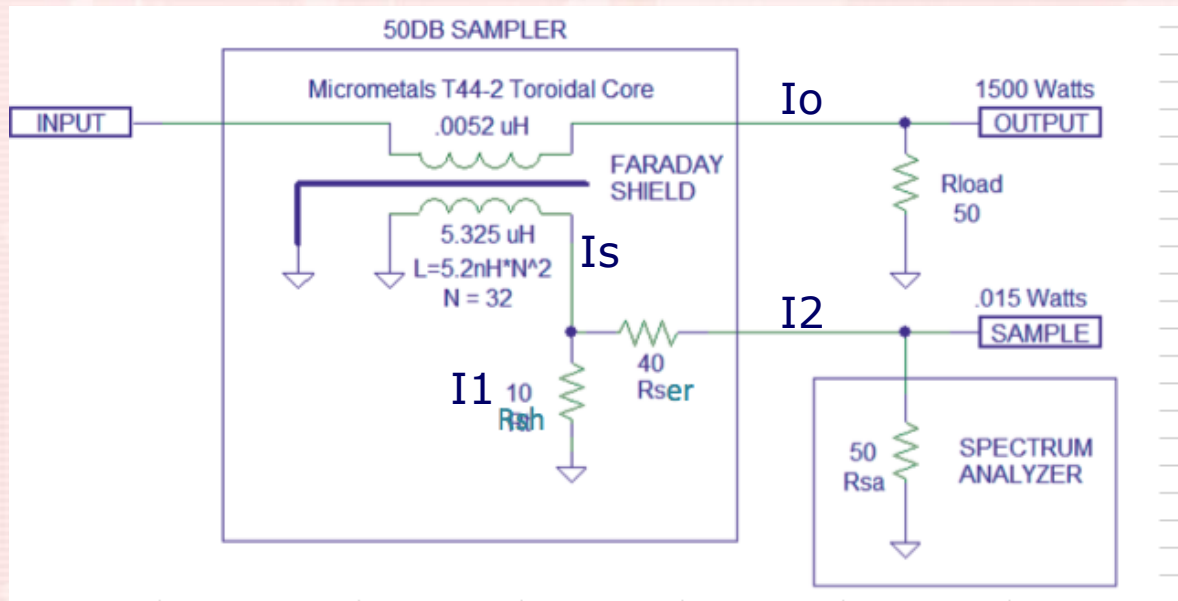 50DB SAMPLER
Micrometals T44-2 Toroidal Core
Io
1500 Watts
INPUT
.0052 uH
OUTPUT
FARADAY
SHIELD
Rload
50
5.325 uH
Is
L=5.2nH*N^2
N = 32
I2
.015 Watts
SAMPLE
40
Rser
I1
10
Rsh
50
Rsa
SPECTRUM
ANALYZER